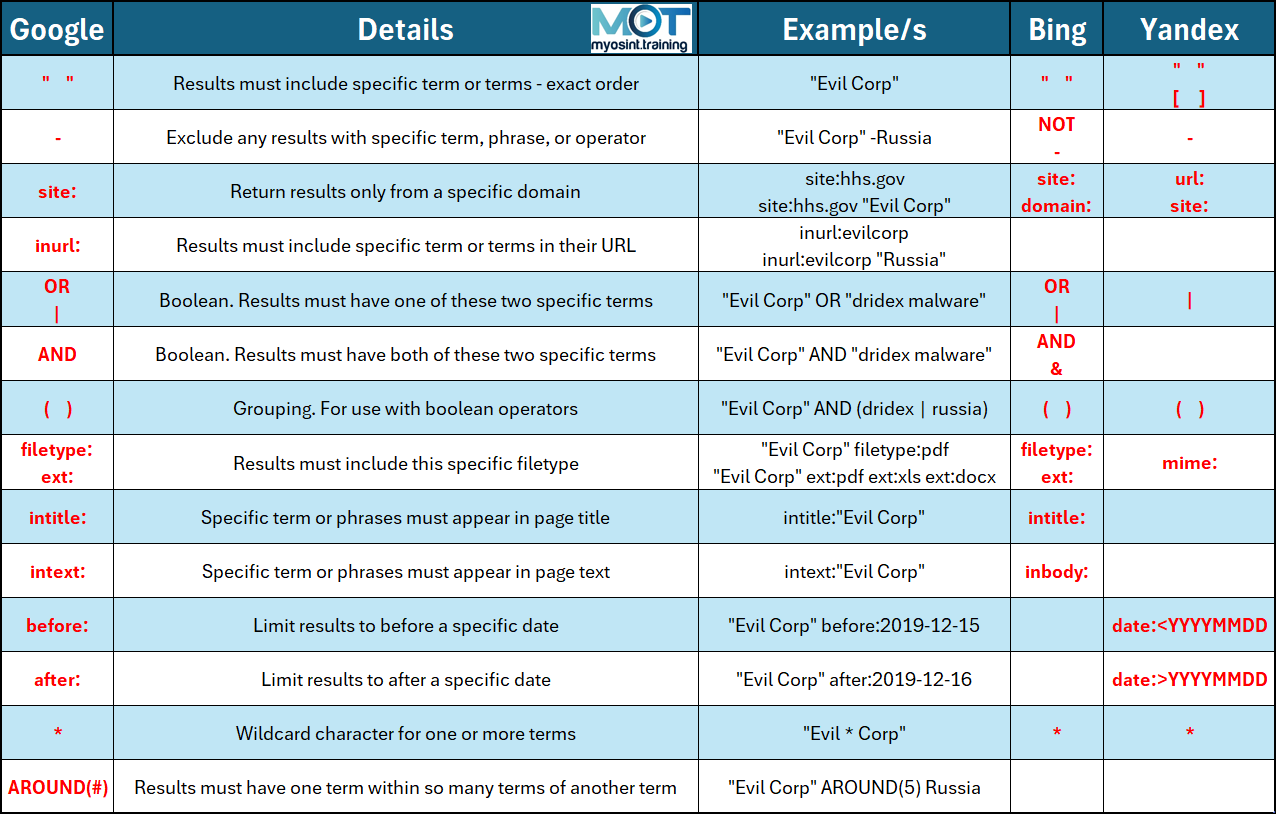 Google Details MOT Example/s Bing Yandex
myosint.training
" " Results must include specific term or terms - exact order "Evil Corp" " " " "
[ ]
- Exclude any results with specific term, phrase, or operator "Evil Corp" -Russia NOT -
-
site: Return results only from a specific domain site:hhs.gov site: url:
site:hhs.gov "Evil Corp" domain: site:
inurl: Results must include specific term or terms in their URL inurl:evilcorp
inurl:evilcorp "Russia"
OR Boolean. Results must have one of these two specific terms "Evil Corp" OR "dridex malware" OR |
| |
AND Boolean. Results must have both of these two specific terms "Evil Corp" AND "dridex malware" AND
&
( ) Grouping. For use with boolean operators "Evil Corp" AND (dridex | russia) ( ) ( )
filetype: Results must include this specific filetype "Evil Corp" filetype:pdf filetype: mime:
ext: "Evil Corp" ext:pdf ext:xls ext:docx ext:
intitle: Specific term or phrases must appear in page title intitle:"Evil Corp" intitle:
intext: Specific term or phrases must appear in page text intext:"Evil Corp" inbody:
before: Limit results to before a specific date "Evil Corp" before:2019-12-15 date:<YYYYMMDD
after: Limit results to after a specific date "Evil Corp" after:2019-12-16 date:>YYYYMMDD
* Wildcard character for one or more terms "Evil * Corp" * *
AROUND(#) Results must have one term within so many terms of another term "Evil Corp" AROUND(5) Russia